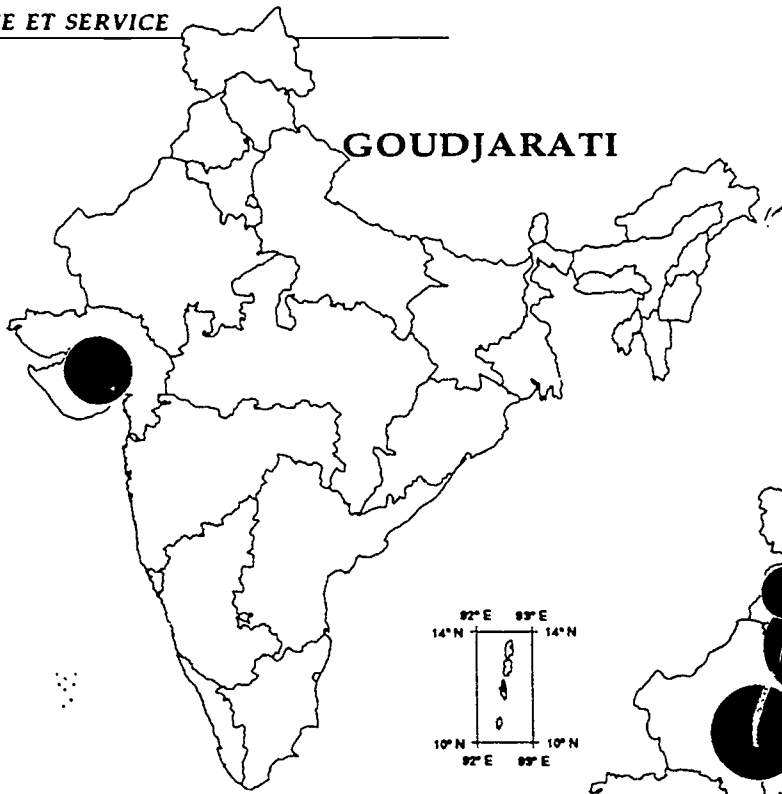 E ET SERVICE
GOUDJARATI
92° E 93° E
14° N 14° N
10° N 10° N
92° E 93° E